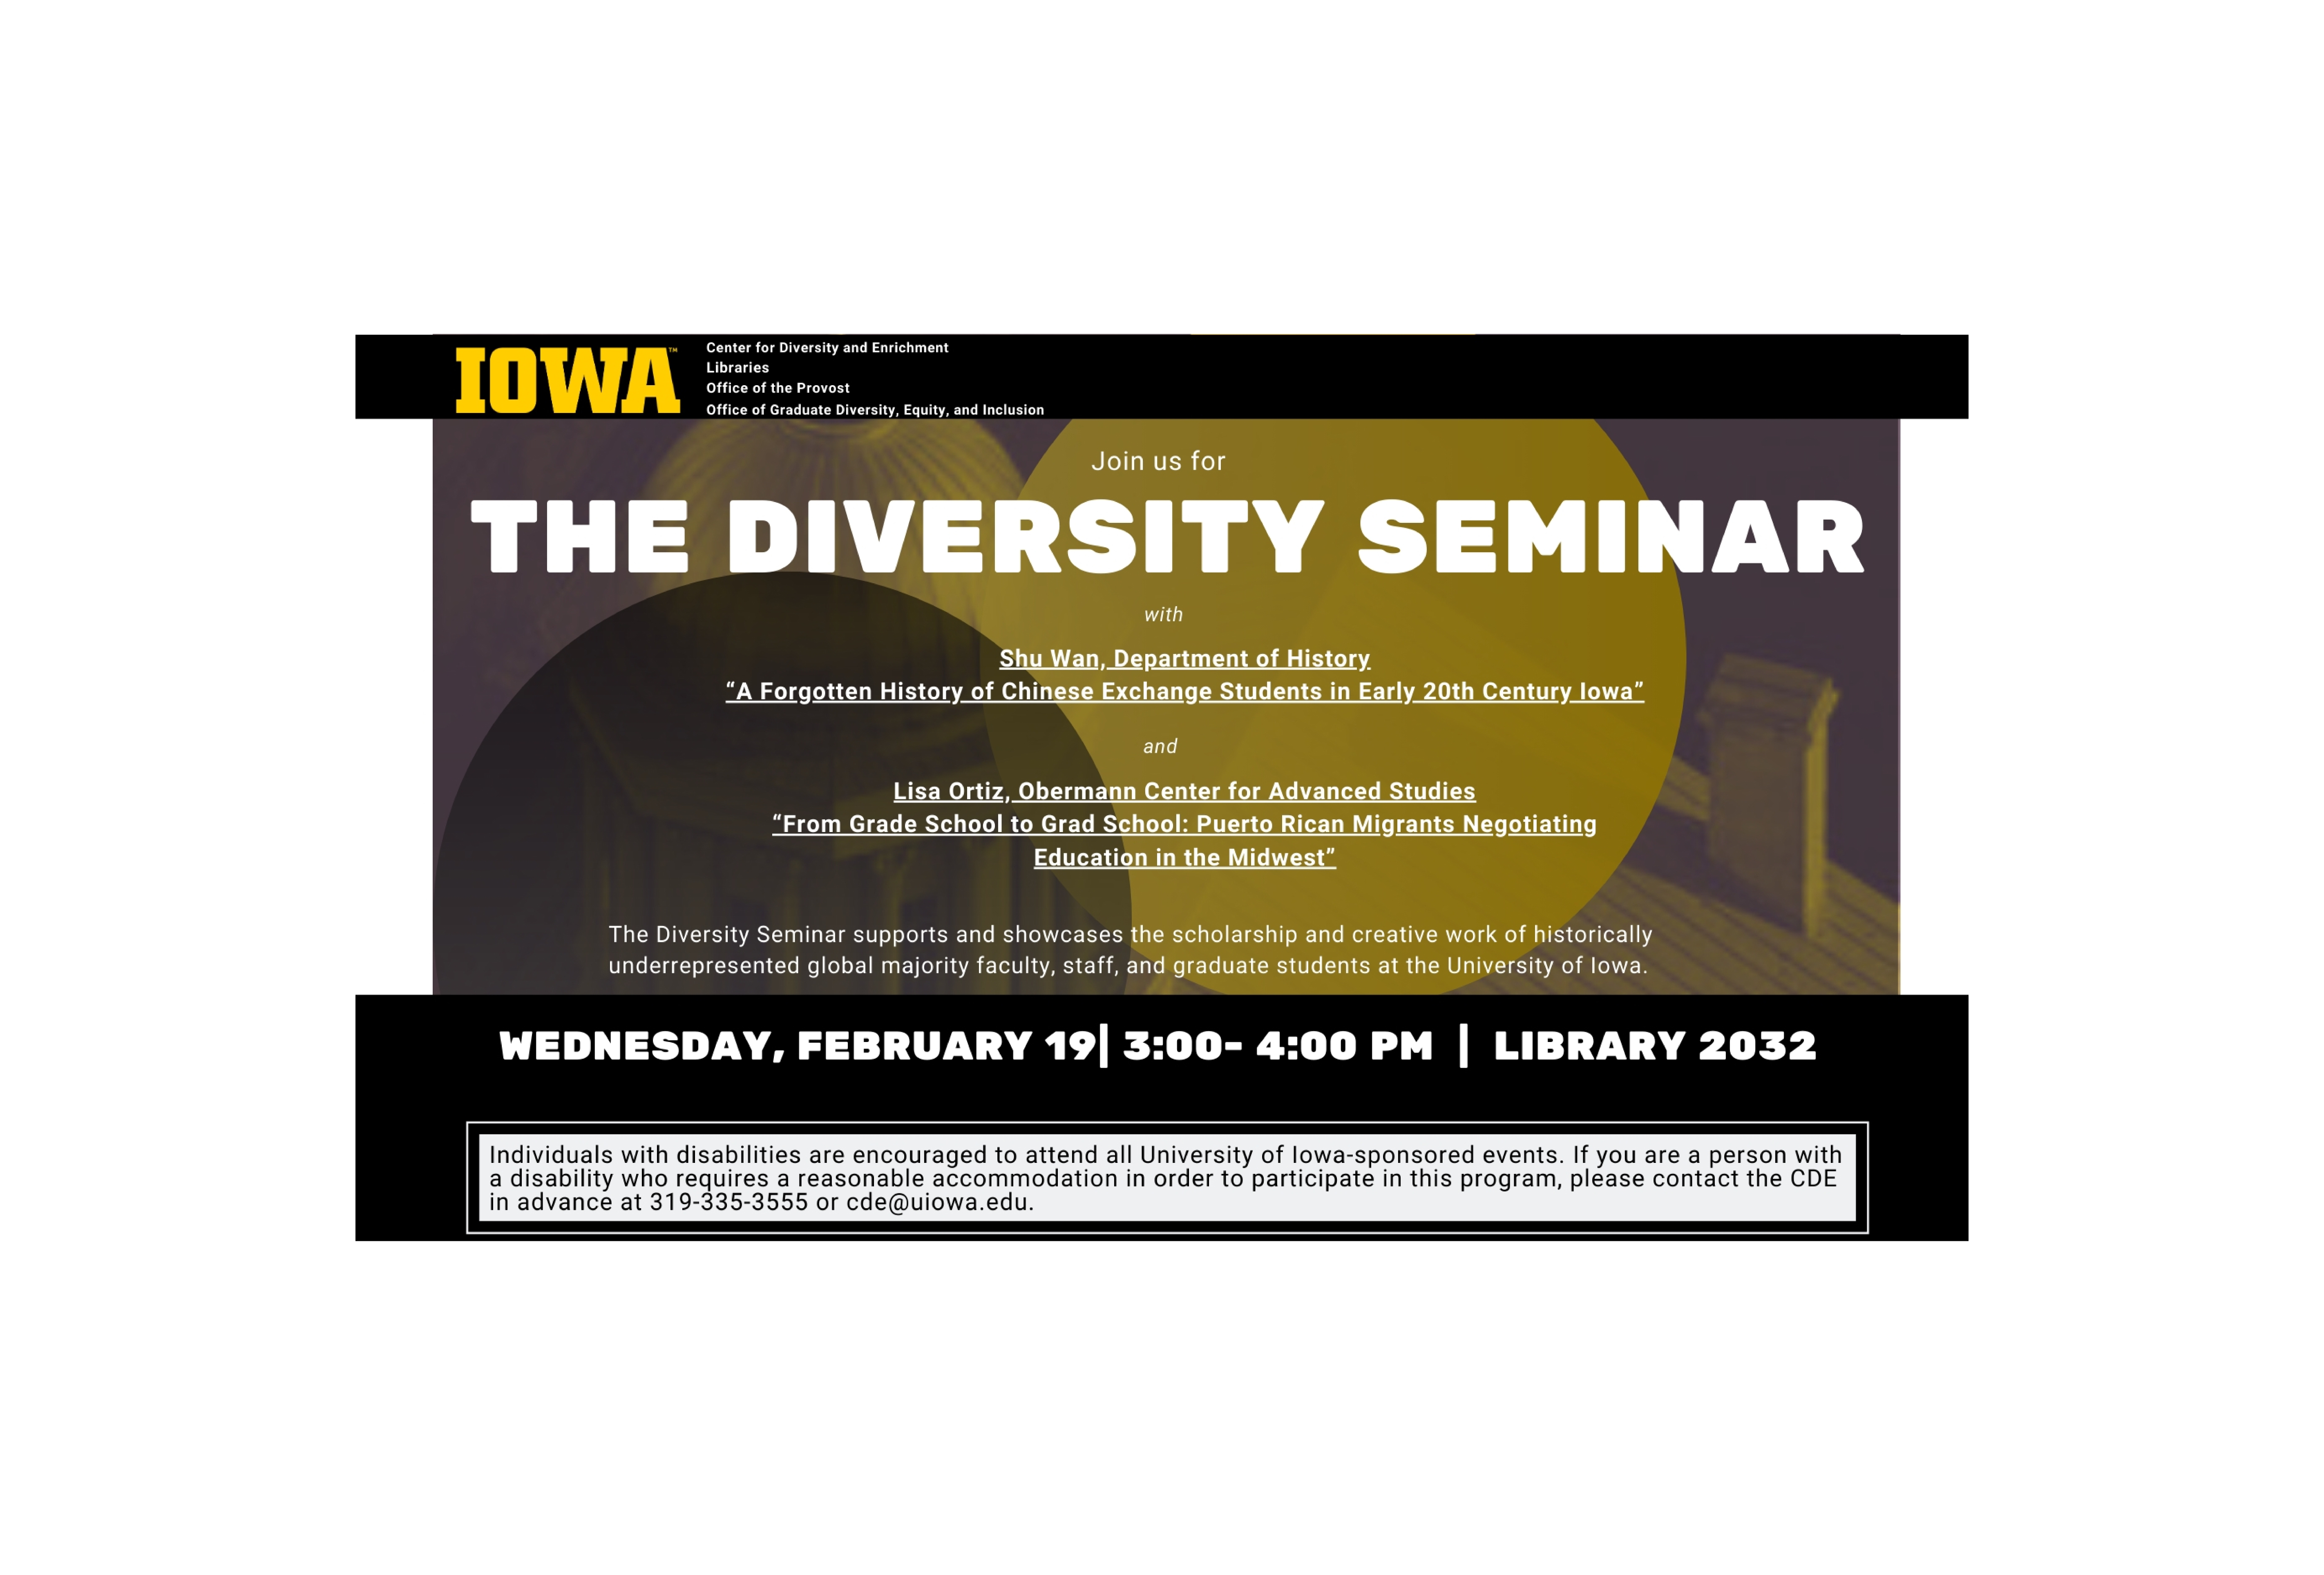 IOWA™
Center for Diversity and Enrichment
Libraries
Office of the Provost
Office of Graduate Diversity, Equity, and Inclusion
Join us for
THE DIVERSITY SEMINAR
with
Shu Wan, Department of History
“A Forgotten History of Chinese Exchange Students in Early 20th Century Iowa”
and
Lisa Ortiz, Obermann Center for Advanced Studies
“From Grade School to Grad School: Puerto Rican Migrants Negotiating
Education in the Midwest”
The Diversity Seminar supports and showcases the scholarship and creative work of historically
underrepresented global majority faculty, staff, and graduate students at the University of Iowa.
WEDNESDAY, FEBRUARY 19| 3:00- 4:00 PM | LIBRARY 2032
Individuals with disabilities are encouraged to attend all University of Iowa-sponsored events. If you are a person with
a disability who requires a reasonable accommodation in order to participate in this program, please contact the CDE
in advance at 319-335-3555 or cde@uiowa.edu.